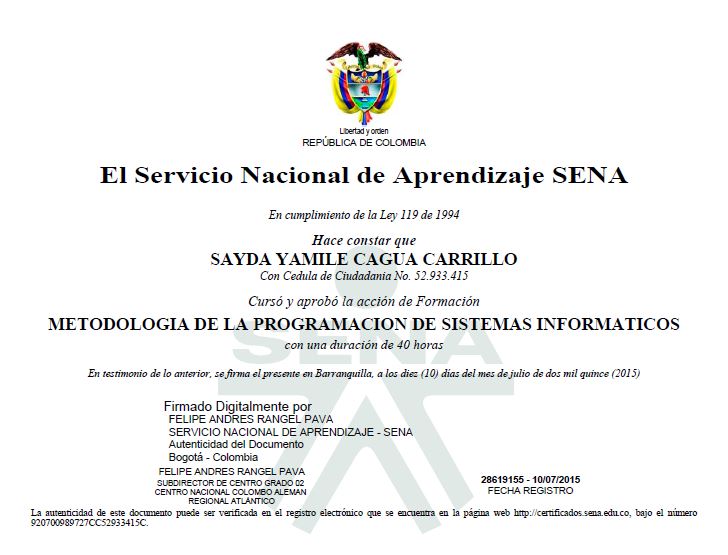 Libertad y orden
REPÚBLICA DE COLOMBIA
El Servicio Nacional de Aprendizaje SENA
En cumplimiento de la Ley 119 de 1994
Hace constar que
SAYDA YAMILE CAGUA CARRILLO
Con Cedula de Ciudadania No. 52.933.415
Cursó y aprobó la acción de Formación
METODOLOGIA DE LA PROGRAMACION DE SISTEMAS INFORMATICOS
con una duración de 40 horas
SENA
En testimonio de lo anterior, se firma el presente en Barranquilla, a los diez (10) días del mes de julio de dos mil quince (2015)
Firmado Digitalmente por
FELIPE ANDRES RANGEL PAVA
SERVICIO NACIONAL DE APRENDIZAJE - SENA
Autenticidad del Documento
Bogotá - Colombia
FELIPE ANDRES RANGEL PAVA
SUBDIRECTOR DE CENTRO GRADO 02
CENTRO NACIONAL COLOMBO ALEMAN
REGIONAL ATLÁNTICO
28619155 - 10/07/2015
FECHA REGISTRO
La autenticidad de este documento puede ser verificada en el registro electrónico que se encuentra en la página web http://certificados.sena.edu.co, bajo el número
920700989727CC52933415C.